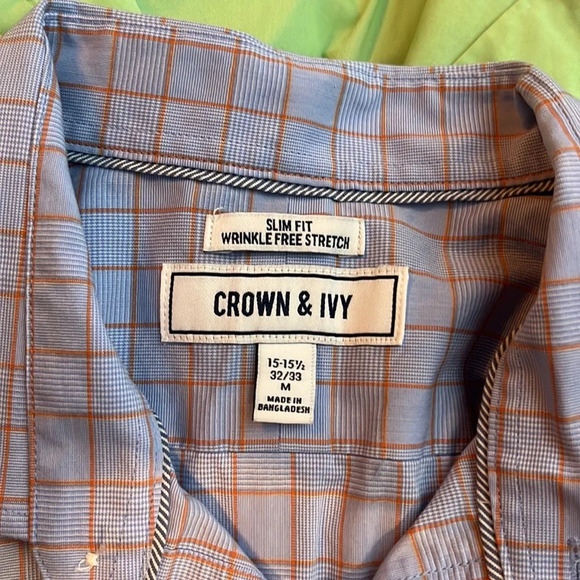 SLIM FIT
WRINKLE FREE STRETCH
CROWN & IVY
15-15½
32/33
M
MADE IN
BANGLADESH